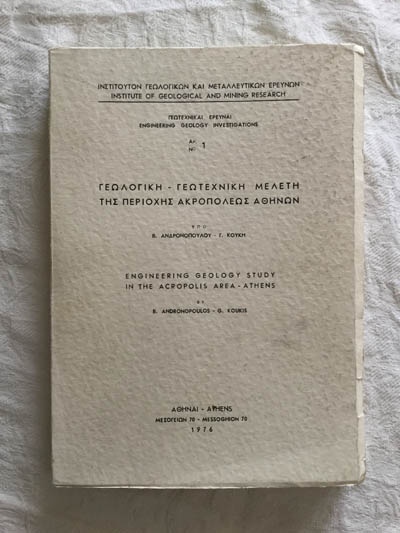 ΙΝΣΤΙΤΟΥΤΟΝ ΓΕΩΛΟΓΙΚΩΝ ΚΑΙ ΜΕΤΑΛΛΕΥΤΙΚΩΝ ΕΡΕΥΝΩΝ
INSTITUTE OF GEOLOGICAL AND MINING RESEARCH
ΓΕΩΤΕΧΝΙΚΑΙ ΕΡΕΥΝΑΙ
ENGINEERING GEOLOGY INVESTIGATIONS
ΑΡ. 1
No
ΓΕΩΛΟΓΙΚΗ - ΓΕΩΤΕΧΝΙΚΗ ΜΕΛΕΤΗ
ΤΗΣ ΠΕΡΙΟΧΗΣ ΑΚΡΟΠΟΛΕΩΣ ΑΘΗΝΩΝ
ΥΠΟ
Β. ΑΝΔΡΟΝΟΠΟΥΛΟΥ - Γ. ΚΟΥΚΗ
ENGINEERING GEOLOGY STUDY
IN THE ACROPOLIS AREA - ATHENS
BY
B. ANDRONOPOULOS - G. KOUKIS
ΑΘΗΝΑΙ - ATHENS
ΜΕΣΟΓΕΙΩΝ 70 - MESSOGHION 70
1976